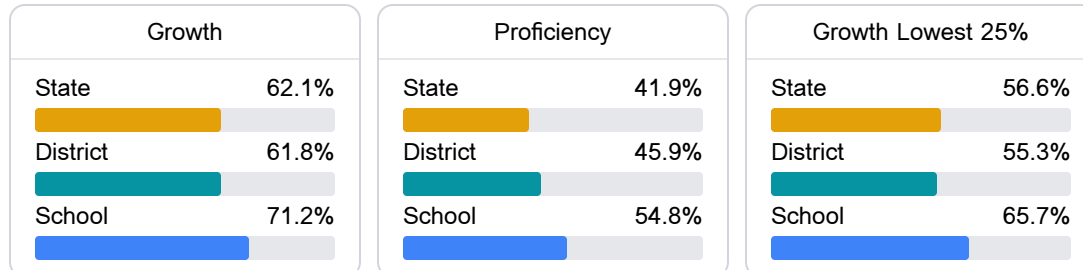 Growth
State 62.1%
District 61.8%
School 71.2%
Proficiency
State 41.9%
District 45.9%
School 54.8%
Growth Lowest 25%
State 56.6%
District 55.3%
School 65.7%